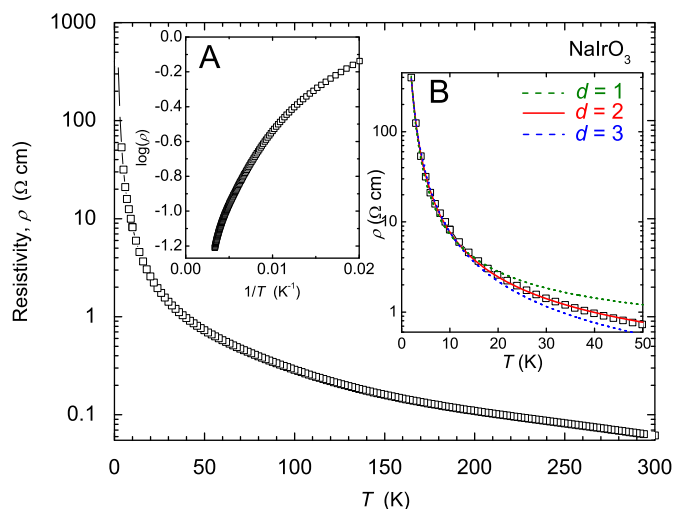 1000
100
10
1
0.1
Resistivity, ρ (Ω cm)
0 50 100 150 200 250 300
T (K)
NaIrO3
A
0.0
-0.2
-0.4
-0.6
-0.8
-1.0
-1.2
log(ρ)
0.00 0.01 0.02
1/T (K-1)
B
d = 1
d = 2
d = 3
100
10
1
ρ (Ω cm)
0 10 20 30 40 50
T (K)